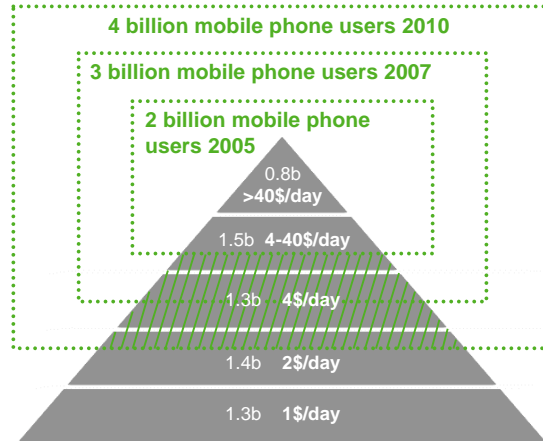 4 billion mobile phone users 2010
3 billion mobile phone users 2007
2 billion mobile phone
users 2005
0.8b
>40$/day
1.5b 4-40$/day
1.3b 4$/day
1.4b 2$/day
1.3b 1$/day